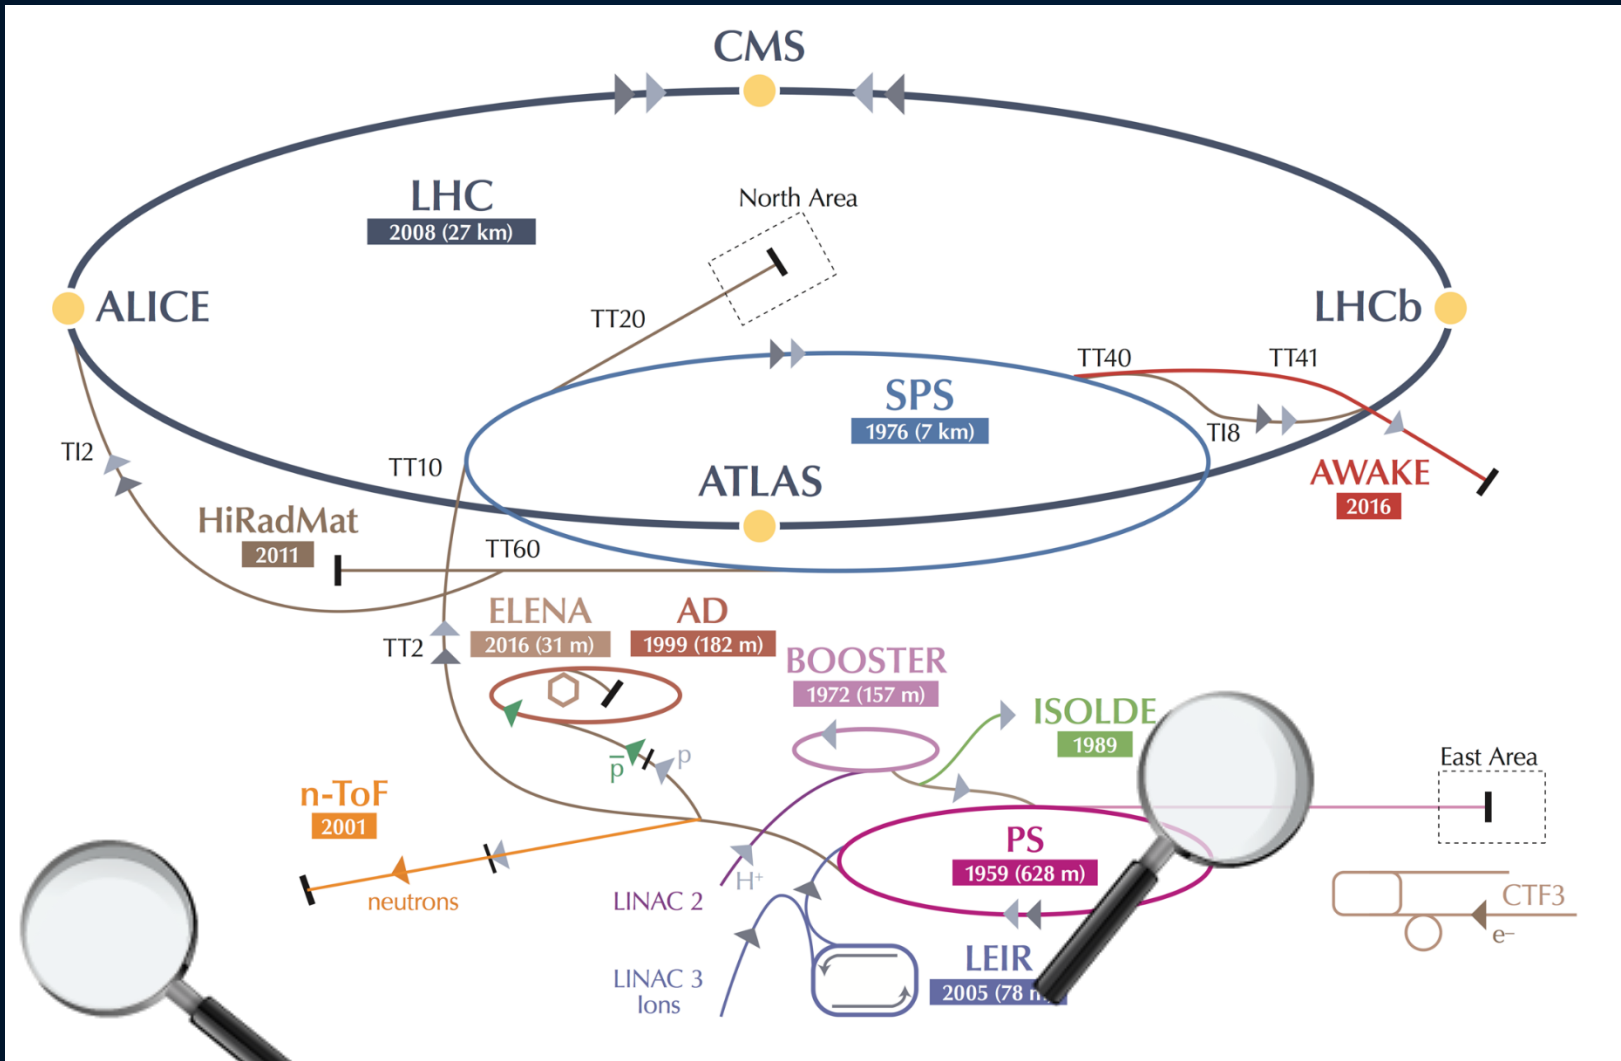 CMS
LHC
2008 (27 km)
North Area
ALICE
LHCb
TT20
TT40
TT41
SPS
1976 (7 km)
TI8
TI2
TT10
ATLAS
AWAKE
2016
HiRadMat
2011
TT60
ELENA
2016 (31 m)
AD
1999 (182 m)
TT2
BOOSTER
1972 (157 m)
ISOLDE
1989
East Area
p̅
p
n-ToF
2001
PS
1959 (628 m)
H⁺
neutrons
LINAC 2
CTF3
e⁻
LEIR
2005 (78
LINAC 3
Ions